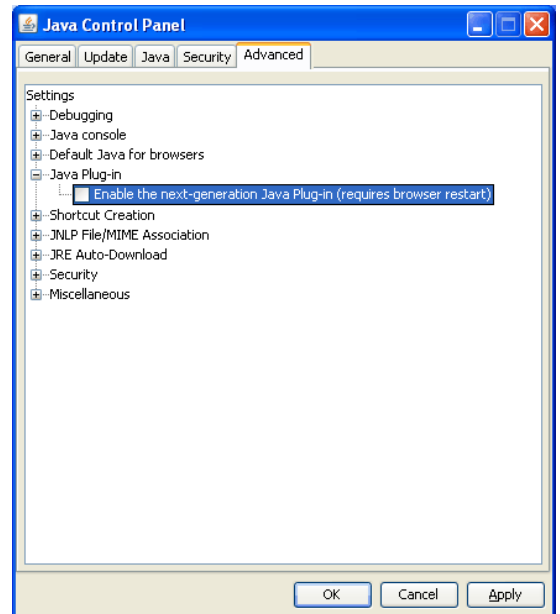 Java Control Panel
General Update Java Security Advanced
Settings
Debugging
Java console
Default Java for browsers
Java Plug-in
Enable the next-generation Java Plug-in (requires browser restart)
Shortcut Creation
JNLP File/MIME Association
JRE Auto-Download
Security
Miscellaneous
OK Cancel Apply